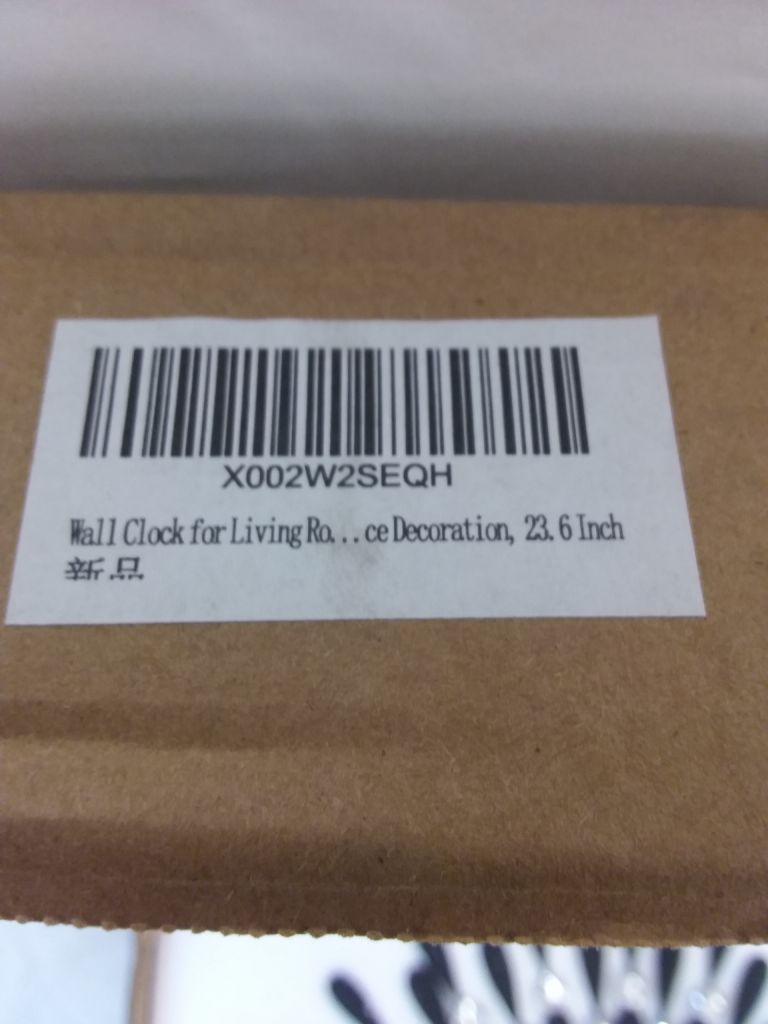 X002W2SEQH
Wall Clock for Living Ro...ce Decoration, 23.6 Inch
新品